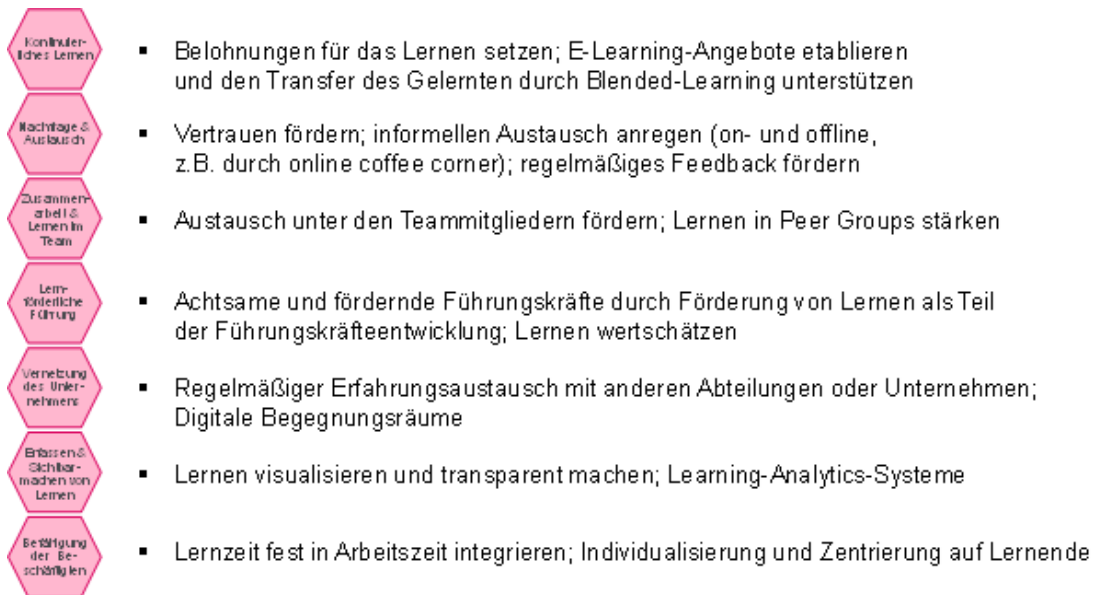 Kontinuier-
liches Lernen
▪ Belohnungen für das Lernen setzen; E-Learning-Angebote etablieren
und den Transfer des Gelernten durch Blended-Learning unterstützen
Nachfrage &
Austausch
▪ Vertrauen fördern; informellen Austausch anregen (on- und offline,
z.B. durch online coffee corner); regelmäßiges Feedback fördern
Zusammen-
arbeit &
Lernen im
Team
▪ Austausch unter den Teammitgliedern fördern; Lernen in Peer Groups stärken
Lern-
förderliche
Führung
▪ Achtsame und fördernde Führungskräfte durch Förderung von Lernen als Teil
der Führungskräfteentwicklung; Lernen wertschätzen
Vernetzung
des Unter-
nehmens
▪ Regelmäßiger Erfahrungsaustausch mit anderen Abteilungen oder Unternehmen;
Digitale Begegnungsräume
Erfassen &
Sichtbar-
machen von
Lernen
▪ Lernen visualisieren und transparent machen; Learning-Analytics-Systeme
Befähigung
der Be-
schäftigten
▪ Lernzeit fest in Arbeitszeit integrieren; Individualisierung und Zentrierung auf Lernende